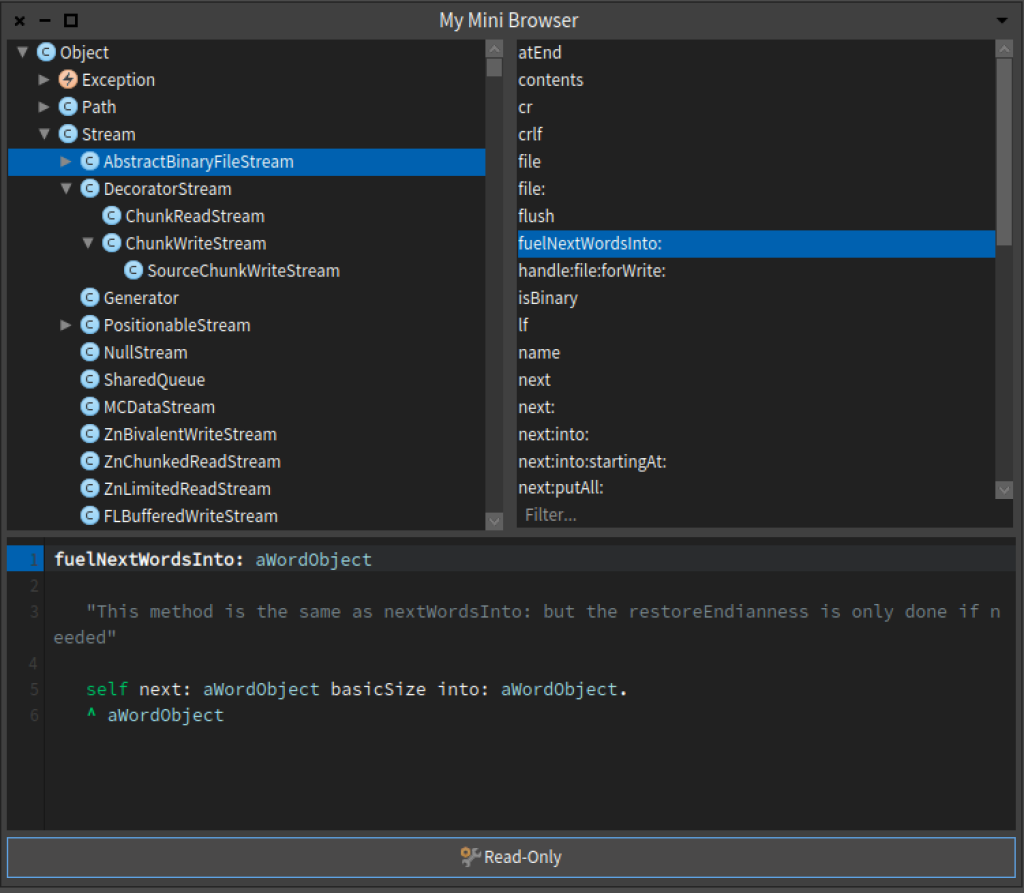 My Mini Browser
Object
Exception
Path
Stream
AbstractBinaryFileStream
DecoratorStream
ChunkReadStream
ChunkWriteStream
SourceChunkWriteStream
Generator
PositionableStream
NullStream
SharedQueue
MCDataStream
ZnBivalentWriteStream
ZnChunkedReadStream
ZnLimitedReadStream
FLBufferedWriteStream
atEnd
contents
cr
crlf
file
file:
flush
fuelNextWordsInto:
handle:file:forWrite:
isBinary
lf
name
next
next:
next:into:
next:into:startingAt:
next:putAll:
Filter...
1 fuelNextWordsInto: aWordObject
2
3 "This method is the same as nextWordsInto: but the restoreEndianness is only done if n
eeded"
4
5 self next: aWordObject basicSize into: aWordObject.
6 ^ aWordObject
Read-Only